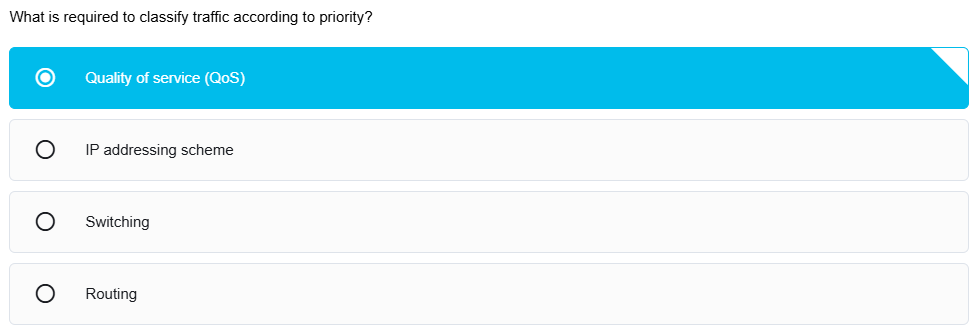 What is required to classify traffic according to priority?
Quality of service (QoS)
IP addressing scheme
Switching
Routing